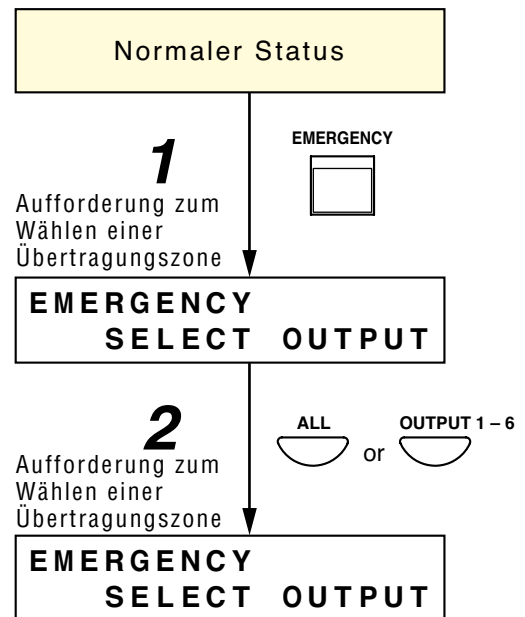 Normaler Status
1
EMERGENCY
Aufforderung zum
Wählen einer
Übertragungszone
EMERGENCY
SELECT OUTPUT
2
ALL
or
OUTPUT 1 – 6
Aufforderung zum
Wählen einer
Übertragungszone
EMERGENCY
SELECT OUTPUT